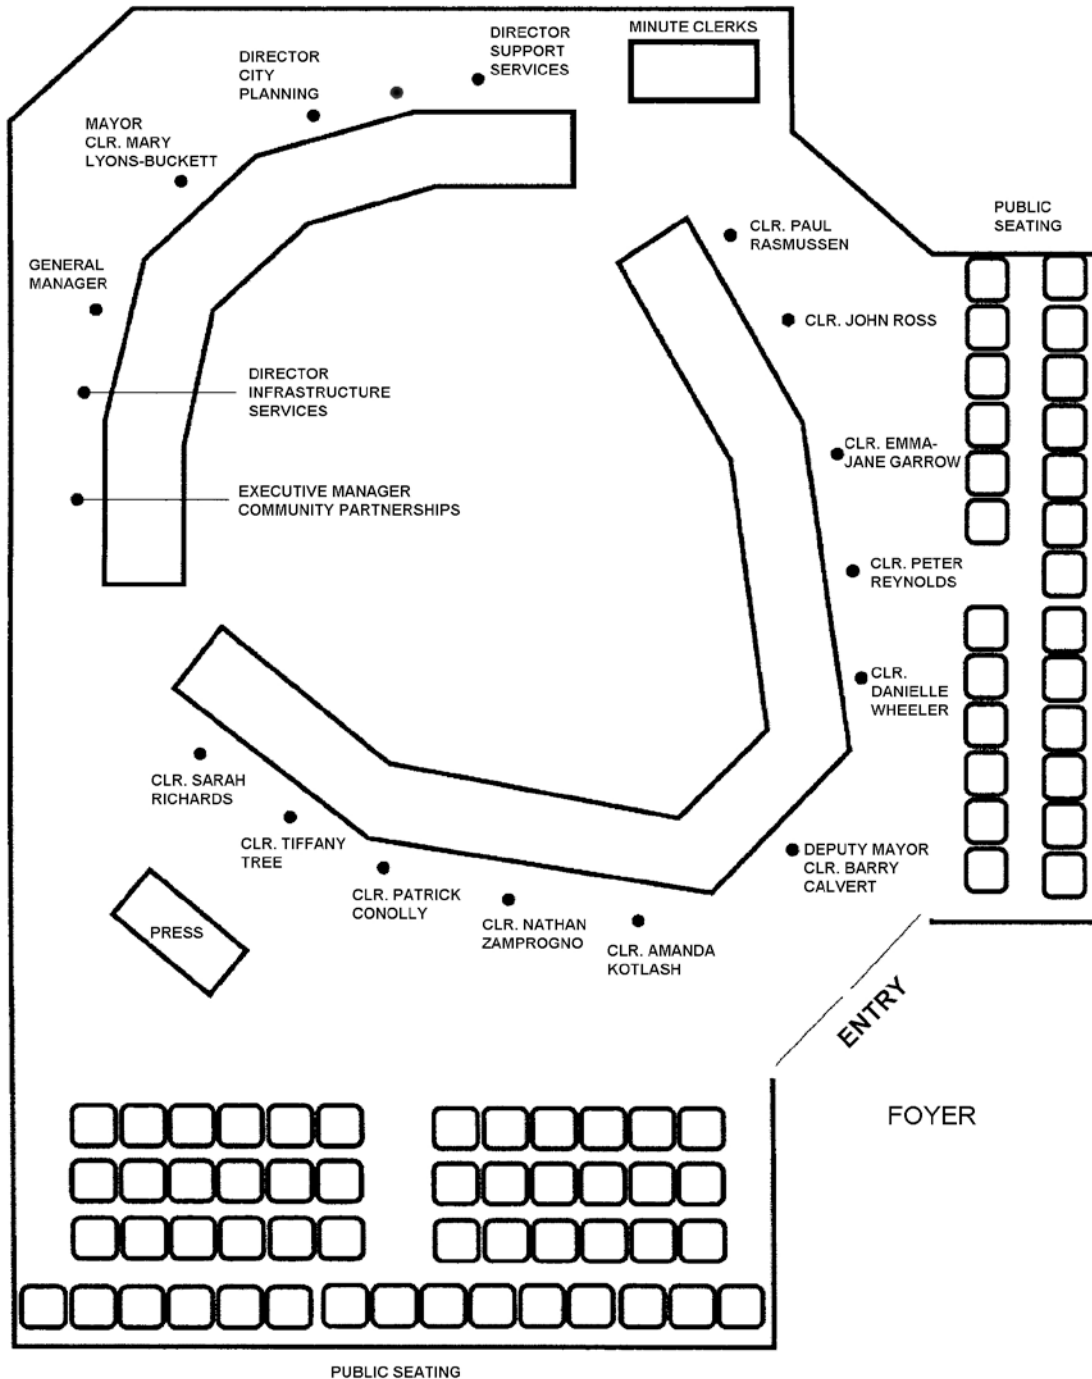 MINUTE CLERKS
DIRECTOR
SUPPORT
SERVICES
DIRECTOR
CITY
PLANNING
MAYOR
CLR. MARY
LYONS-BUCKETT
PUBLIC
SEATING
CLR. PAUL
RASMUSSEN
GENERAL
MANAGER
CLR. JOHN ROSS
DIRECTOR
INFRASTRUCTURE
SERVICES
CLR. EMMA-
JANE GARROW
EXECUTIVE MANAGER
COMMUNITY PARTNERSHIPS
CLR. PETER
REYNOLDS
CLR.
DANIELLE
WHEELER
CLR. SARAH
RICHARDS
CLR. TIFFANY
TREE
DEPUTY MAYOR
CLR. BARRY
CALVERT
CLR. PATRICK
CONOLLY
CLR. NATHAN
ZAMPROGNO
CLR. AMANDA
KOTLASH
PRESS
ENTRY
FOYER
PUBLIC SEATING